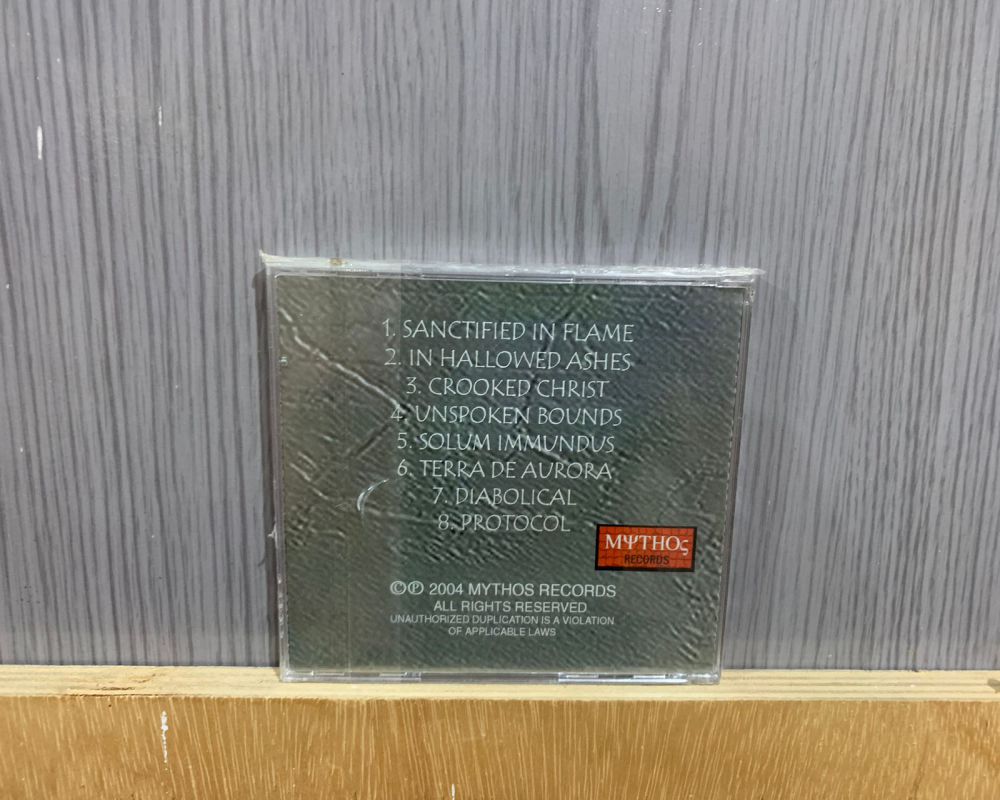 1. SANCTIFIED IN FLAME
2. IN HALLOWED ASHES
3. CROOKED CHRIST
4. UNSPOKEN BOUNDS
5. SOLUM IMMUNDUS
6. TERRA DE AURORA
7. DIABOLICAL
8. PROTOCOL
MΨTHOς
RECORDS
©℗ 2004 MYTHOS RECORDS
ALL RIGHTS RESERVED
UNAUTHORIZED DUPLICATION IS A VIOLATION
OF APPLICABLE LAWS